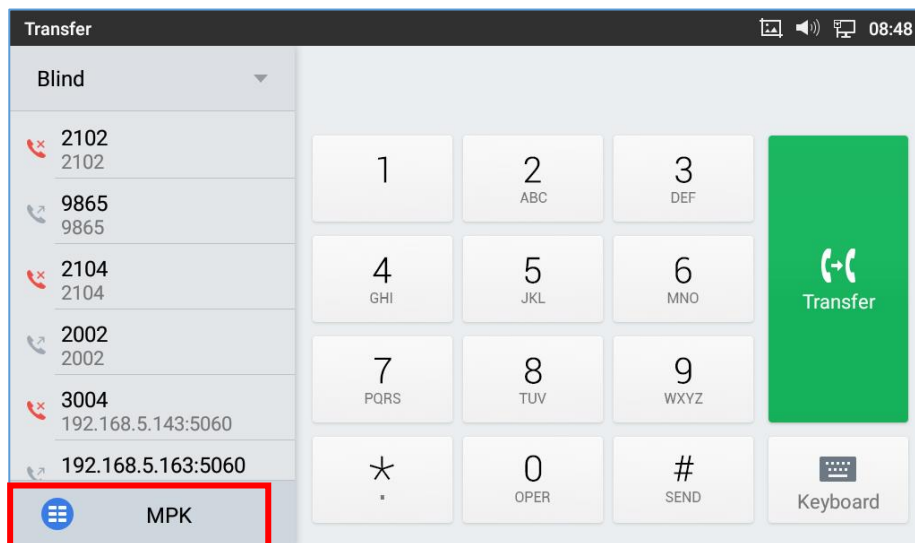 Transfer
08:48
Blind
2102
2102
9865
9865
2104
2104
2002
2002
3004
192.168.5.143:5060
192.168.5.163:5060
MPK
1
2
ABC
3
DEF
4
GHI
5
JKL
6
MNO
7
PQRS
8
TUV
9
WXYZ
*
.
0
OPER
#
SEND
Transfer
Keyboard